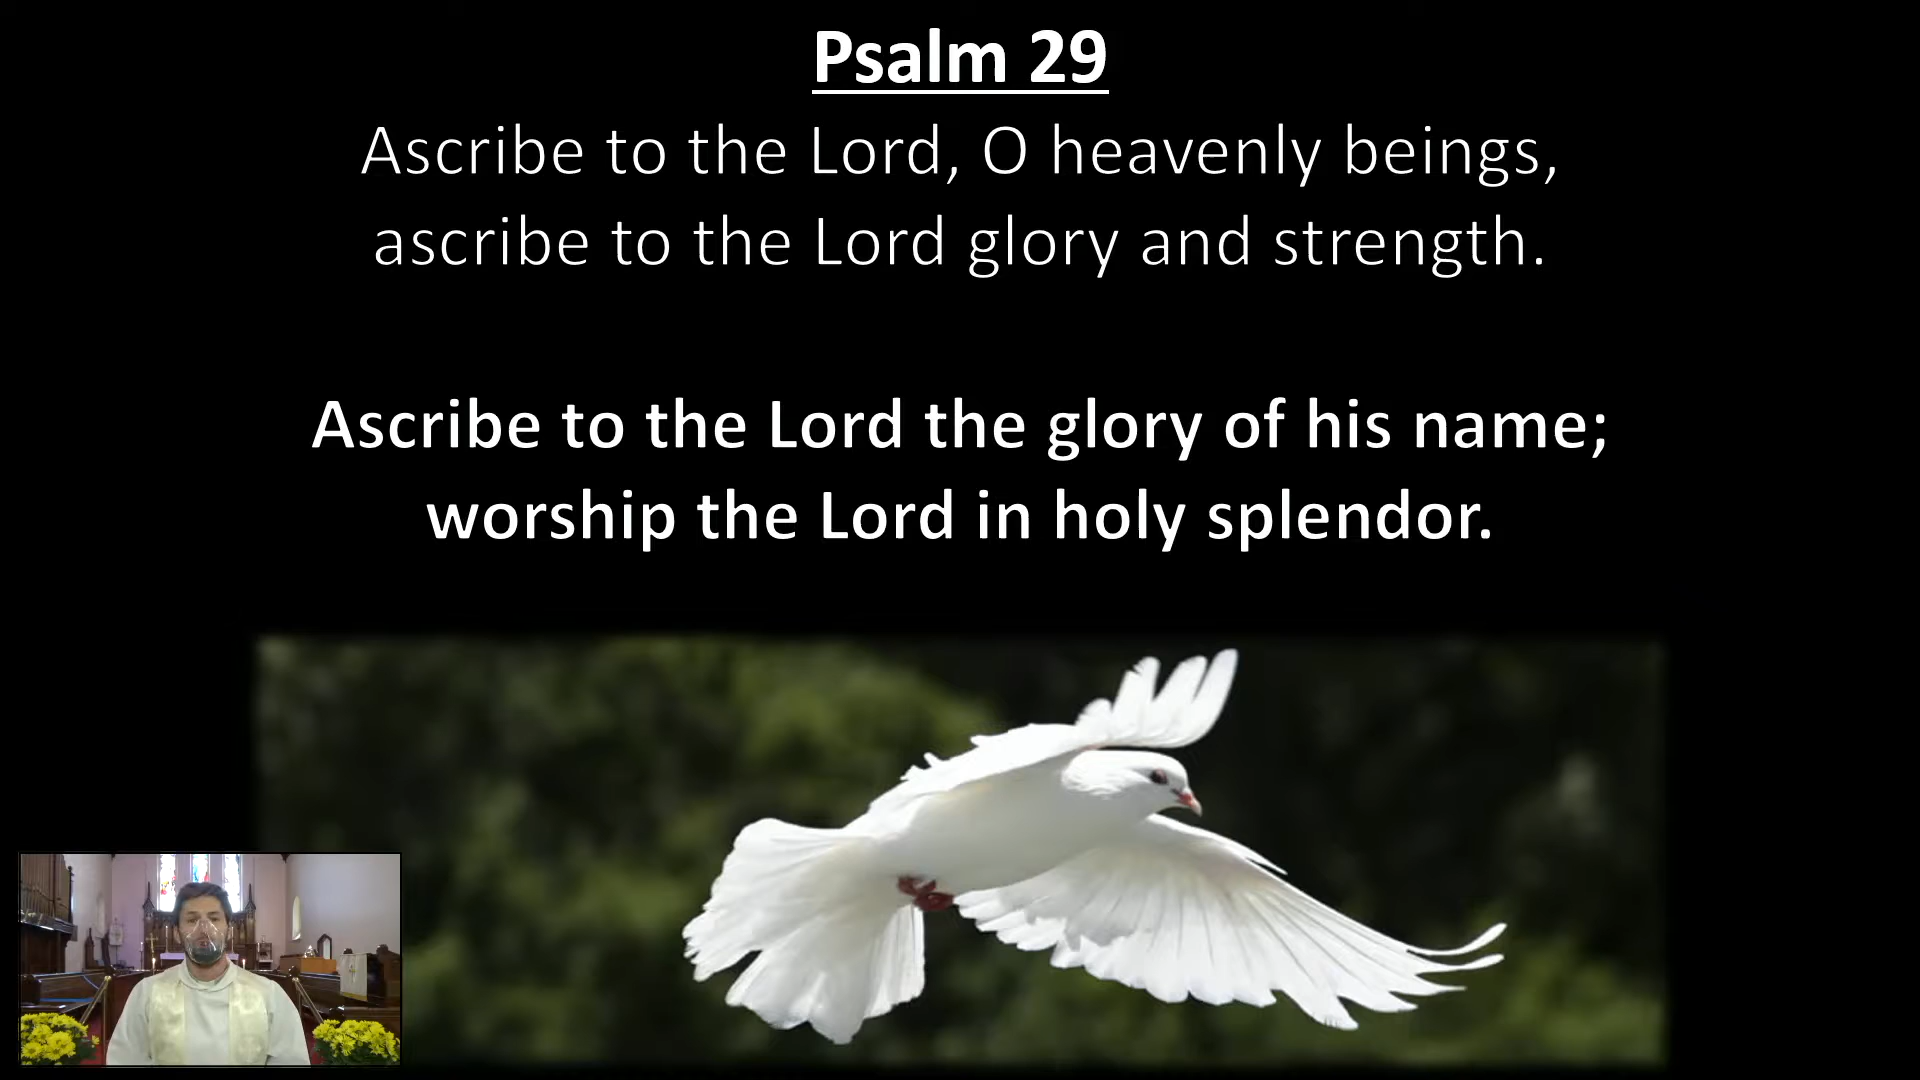 Psalm 29
Ascribe to the Lord, O heavenly beings,
ascribe to the Lord glory and strength.
Ascribe to the Lord the glory of his name;
worship the Lord in holy splendor.